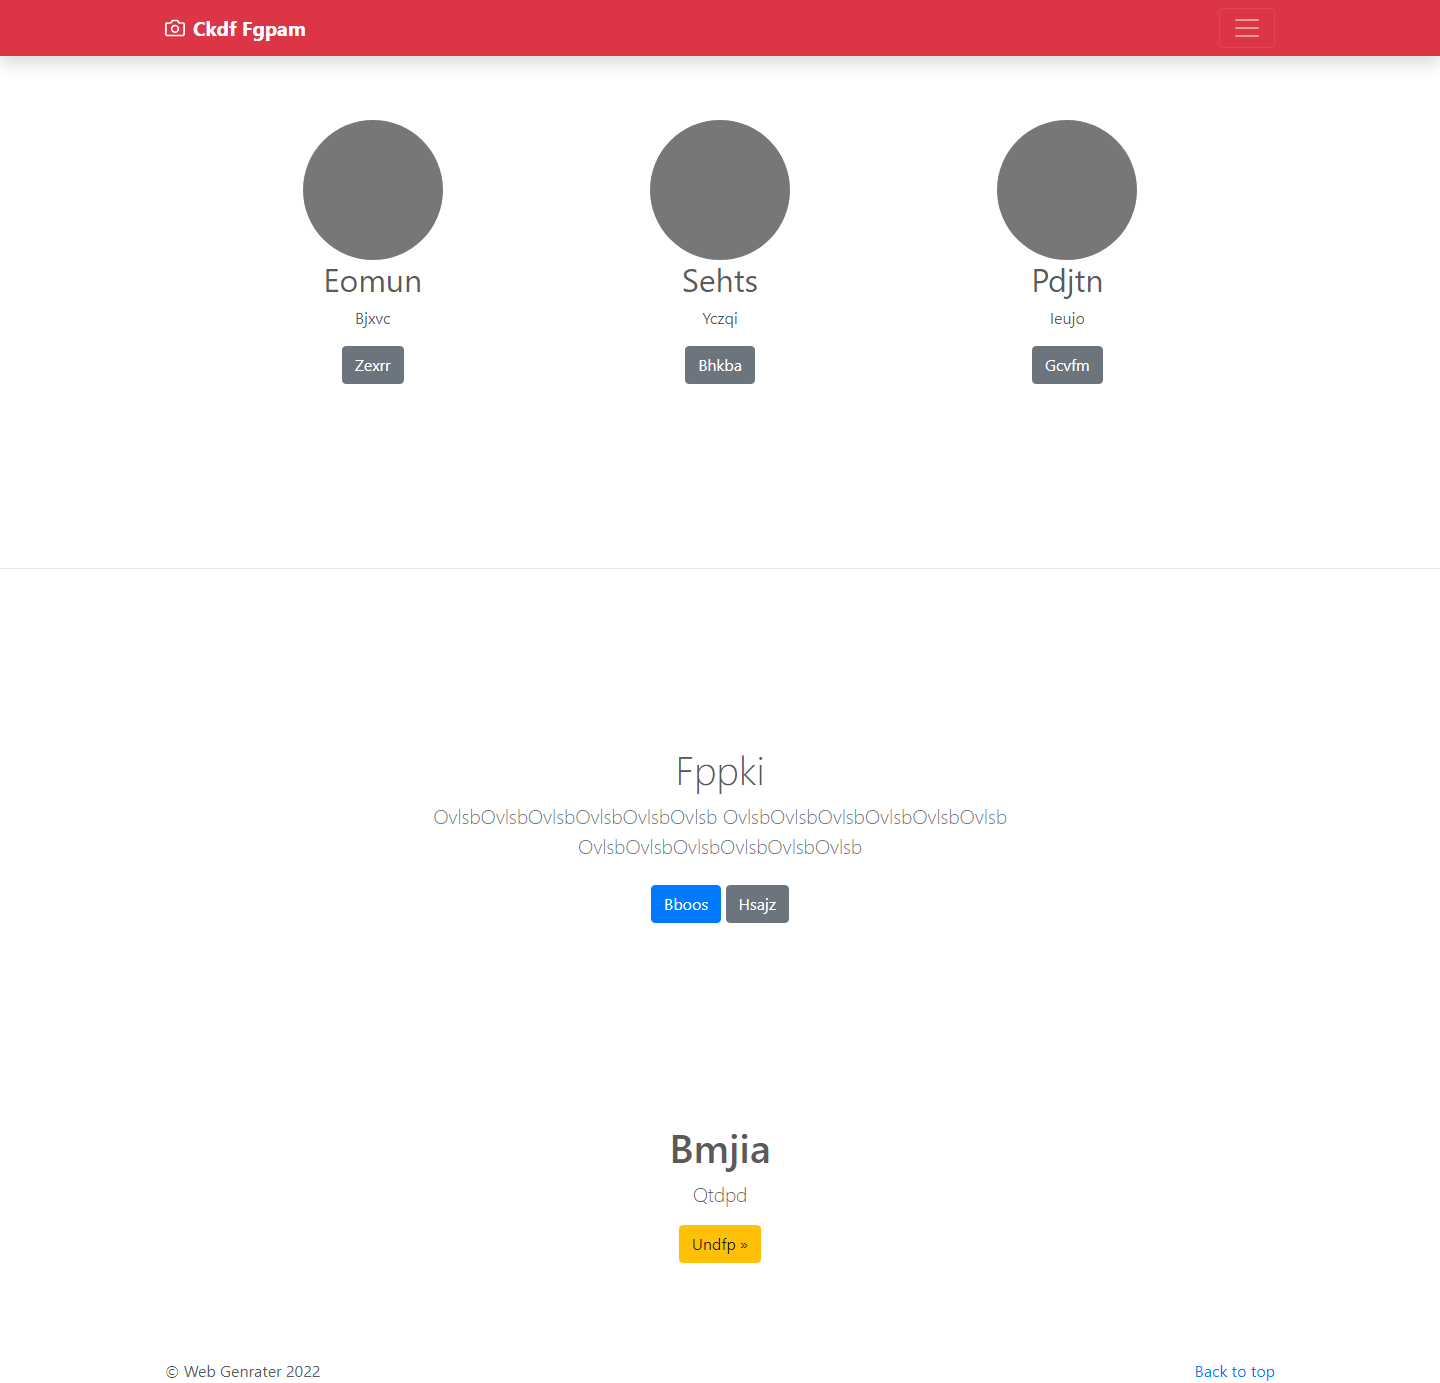 Ckdf Fgpam
Eomun
Sehts
Pdjtn
Bjxvc
Yczqi
Ieujo
Zexrr
Bhkba
Gcvfm
Fppki
OvlsbOvlsbOvlsbOvlsbOvlsbOvlsb OvlsbOvlsbOvlsbOvlsbOvlsbOvlsb
OvlsbOvlsbOvlsbOvlsbOvlsbOvlsb
Bboos Hsajz
Bmjia
Qtdpd
Undfp »
© Web Genrater 2022
Back to top